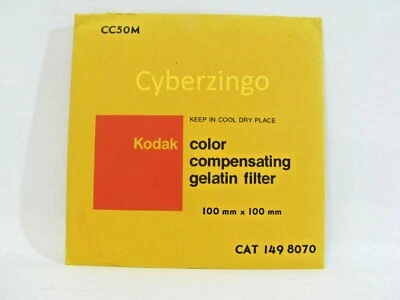 CC50M
Cyberzingo
KEEP IN COOL DRY PLACE
Kodak
color
compensating
gelatin filter
100 mm x 100 mm
CAT 149 8070